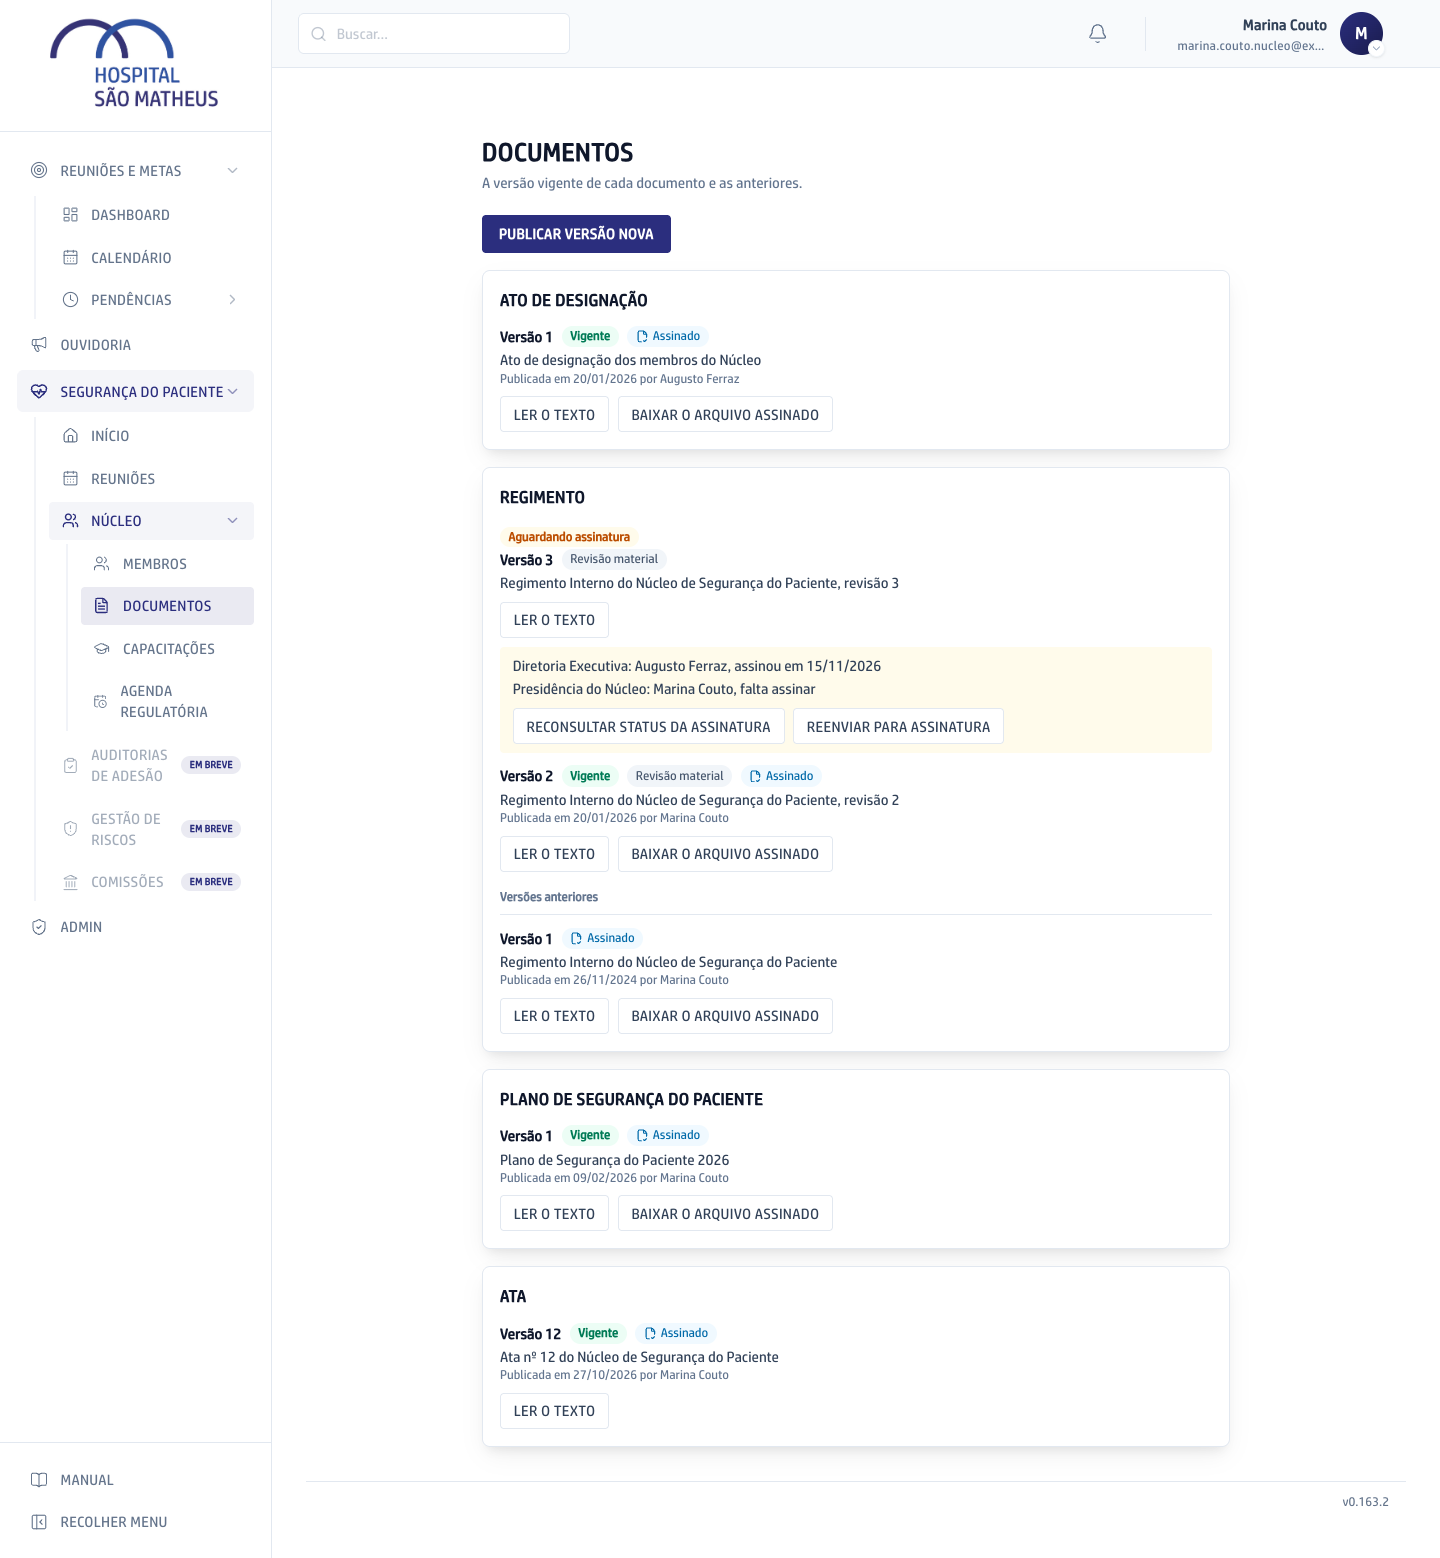 HOSPITAL
SÃO MATHEUS
Buscar...
Marina Couto
marina.couto.nucleo@ex...
M
REUNIÕES E METAS
DASHBOARD
CALENDÁRIO
PENDÊNCIAS
OUVIDORIA
SEGURANÇA DO PACIENTE
INÍCIO
REUNIÕES
NÚCLEO
MEMBROS
DOCUMENTOS
CAPACITAÇÕES
AGENDA
REGULATÓRIA
AUDITORIAS
DE ADESÃO
EM BREVE
GESTÃO DE
RISCOS
EM BREVE
COMISSÕES
EM BREVE
ADMIN
MANUAL
RECOLHER MENU
DOCUMENTOS
A versão vigente de cada documento e as anteriores.
PUBLICAR VERSÃO NOVA
ATO DE DESIGNAÇÃO
Versão 1 Vigente Assinado
Ato de designação dos membros do Núcleo
Publicada em 20/01/2026 por Augusto Ferraz
LER O TEXTO BAIXAR O ARQUIVO ASSINADO
REGIMENTO
Aguardando assinatura
Versão 3 Revisão material
Regimento Interno do Núcleo de Segurança do Paciente, revisão 3
LER O TEXTO
Diretoria Executiva: Augusto Ferraz, assinou em 15/11/2026
Presidência do Núcleo: Marina Couto, falta assinar
RECONSULTAR STATUS DA ASSINATURA REENVIAR PARA ASSINATURA
Versão 2 Vigente Revisão material Assinado
Regimento Interno do Núcleo de Segurança do Paciente, revisão 2
Publicada em 20/01/2026 por Marina Couto
LER O TEXTO BAIXAR O ARQUIVO ASSINADO
Versões anteriores
Versão 1 Assinado
Regimento Interno do Núcleo de Segurança do Paciente
Publicada em 26/11/2024 por Marina Couto
LER O TEXTO BAIXAR O ARQUIVO ASSINADO
PLANO DE SEGURANÇA DO PACIENTE
Versão 1 Vigente Assinado
Plano de Segurança do Paciente 2026
Publicada em 09/02/2026 por Marina Couto
LER O TEXTO BAIXAR O ARQUIVO ASSINADO
ATA
Versão 12 Vigente Assinado
Ata nº 12 do Núcleo de Segurança do Paciente
Publicada em 27/10/2026 por Marina Couto
LER O TEXTO
v0.163.2